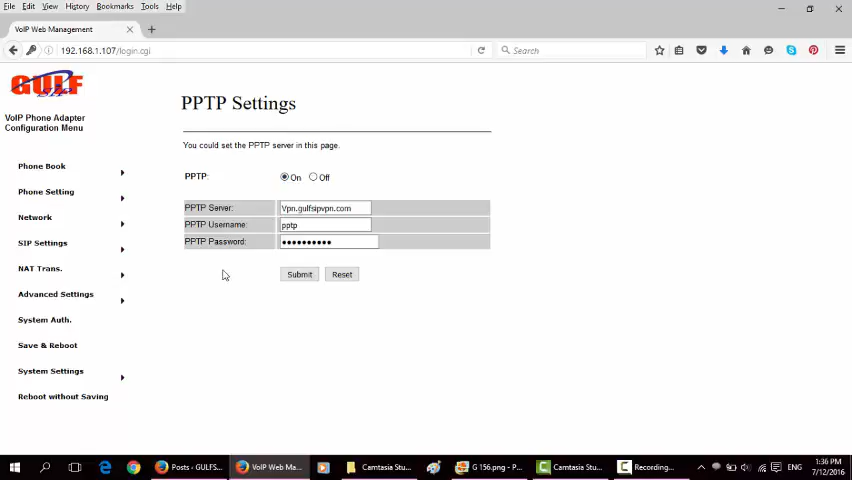 File Edit View History Bookmarks Tools Help
VoIP Web Management
192.168.1.107/login.cgi
Search
GULF
SIP
VoIP Phone Adapter
Configuration Menu
Phone Book
Phone Setting
Network
SIP Settings
NAT Trans.
Advanced Settings
System Auth.
Save & Reboot
System Settings
Reboot without Saving
PPTP Settings
You could set the PPTP server in this page.
PPTP: On Off
PPTP Server: Vpn.gulfsipvpn.com
PPTP Username: pptp
PPTP Password: ●●●●●●●●●●
Submit Reset
Posts - GULFS... VoIP Web Ma... Camtasia Stu... G 156.png - P... Camtasia Stu... Recording... ENG 1:36 PM
7/12/2016